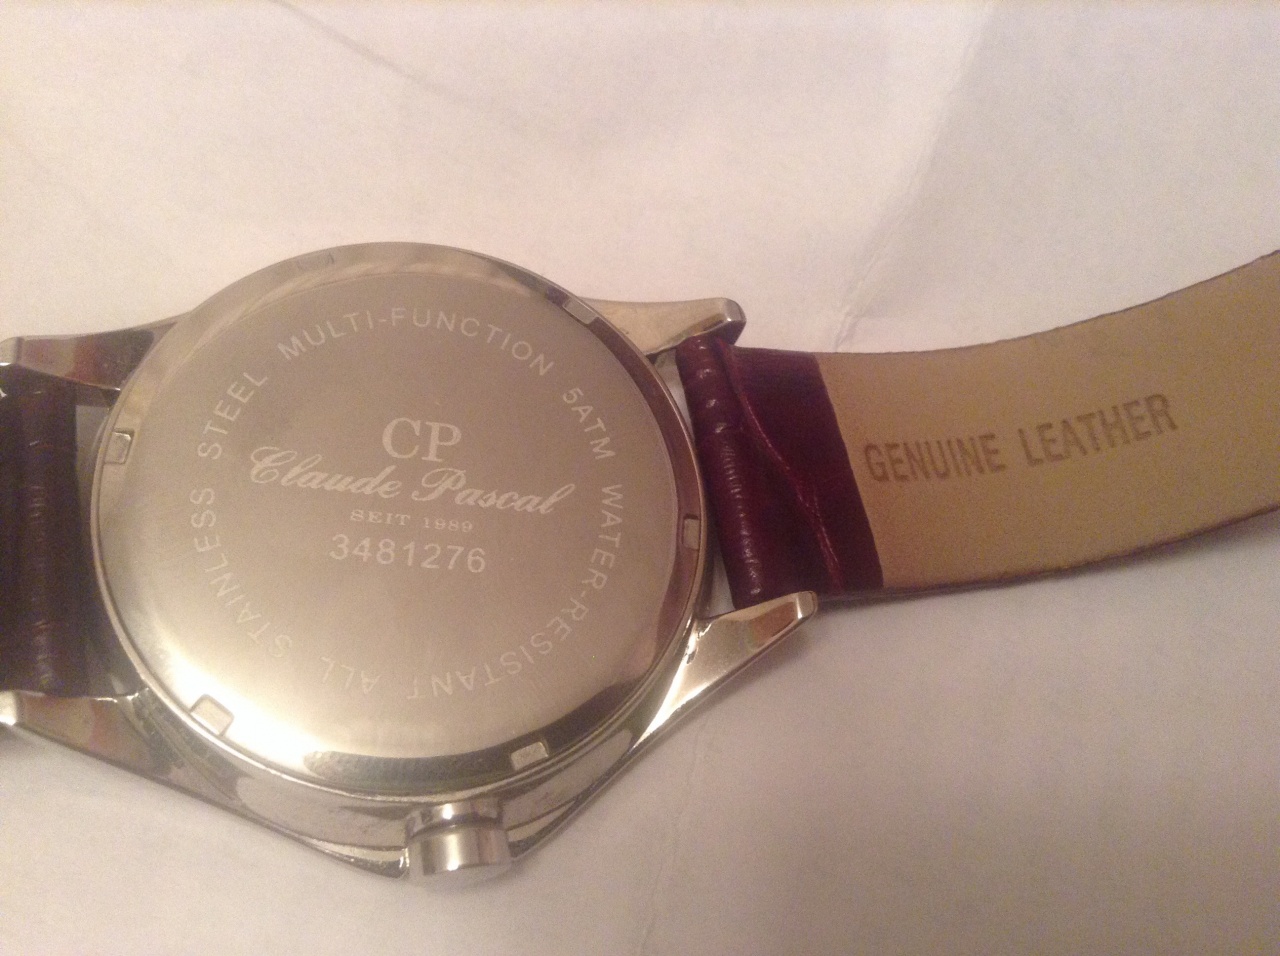 MULTI-FUNCTION 5ATM WATER-RESISTANT ALL STAINLESS STEEL
CP
Claude Pascal
SEIT 1989
3481276
GENUINE LEATHER